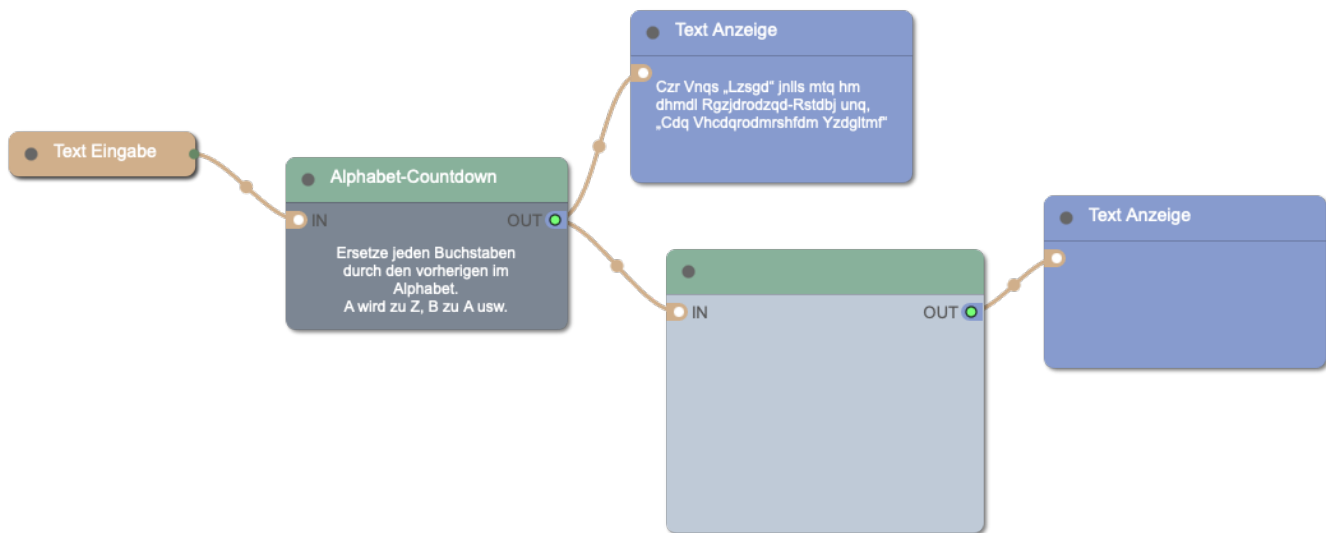 Text Anzeige
Czr Vnqs „Lzsgd“ jnlls mtq hm
dhmdl Rgzjdrodzqd-Rstdbj unq,
„Cdq Vhcdqrodmrshfdm Yzdgltmf“
Text Eingabe
Alphabet-Countdown
IN
OUT
Ersetze jeden Buchstaben
durch den vorherigen im
Alphabet.
A wird zu Z, B zu A usw.
Text Anzeige
IN
OUT